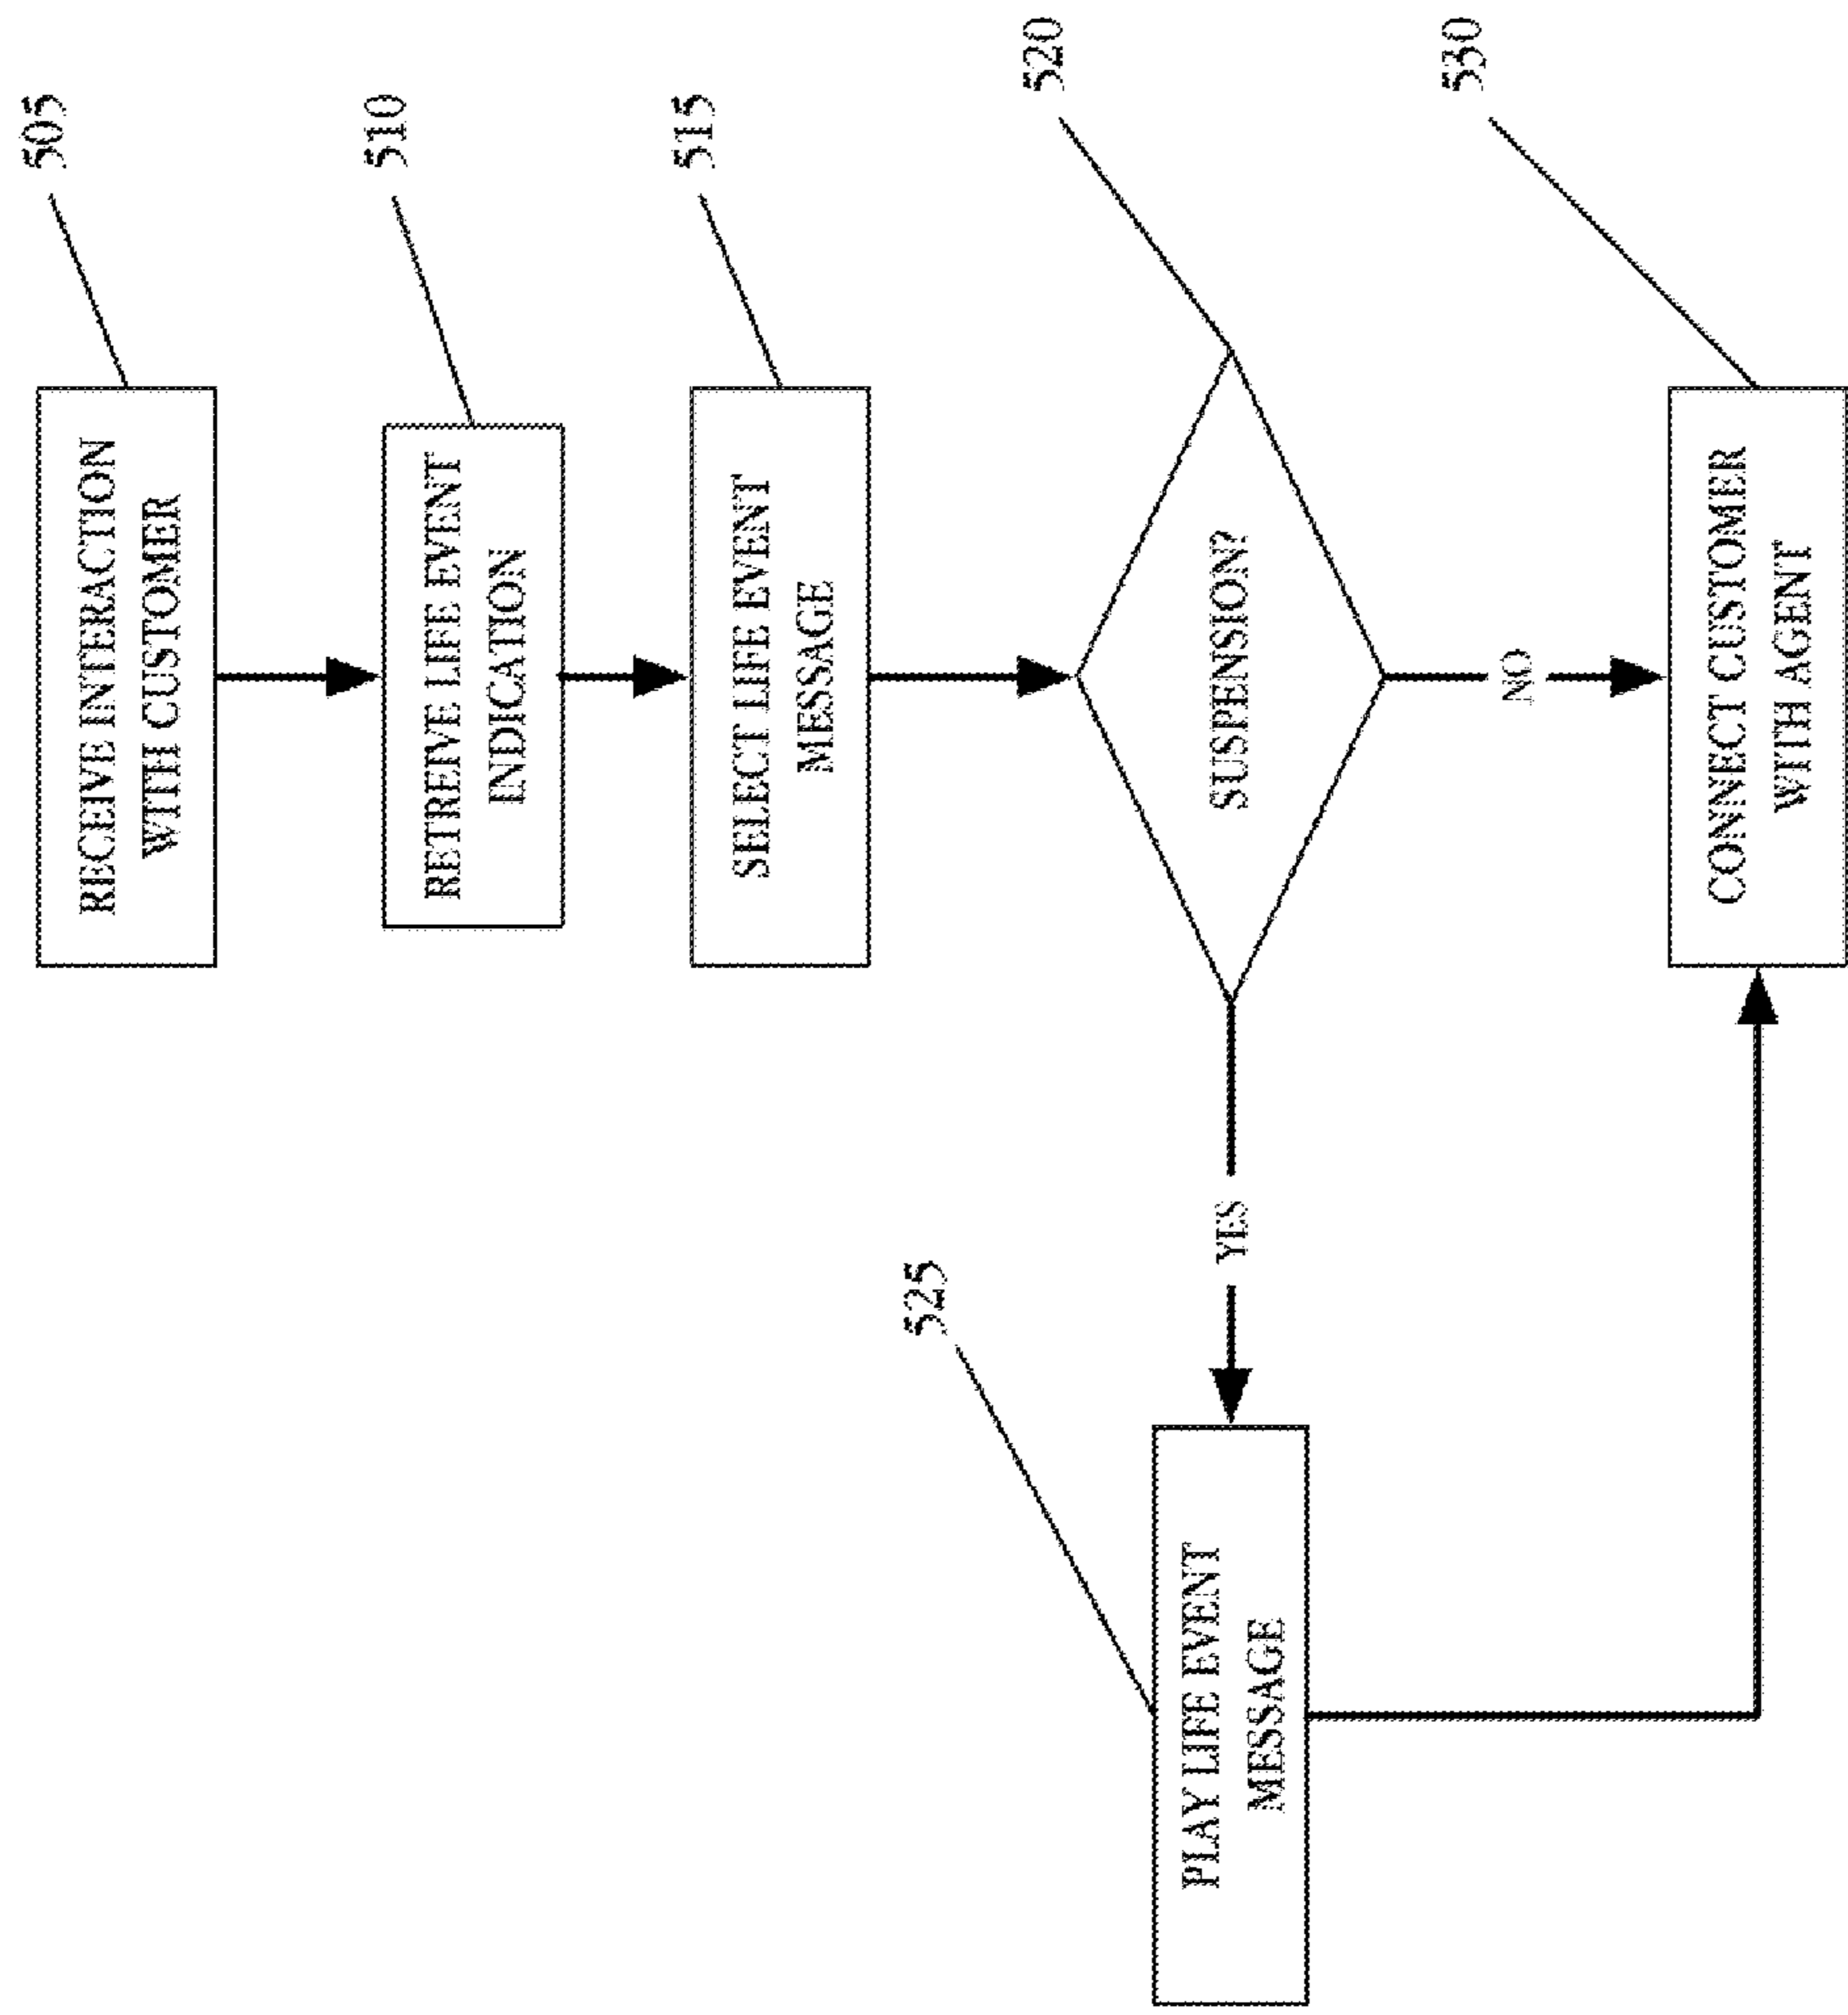 505
RECEIVE INTERACTION
WITH CUSTOMER
510
RETRIEVE LIFE EVENT
INDICATION
515
SELECT LIFE EVENT
MESSAGE
520
SUSPENSION?
YES
525
PLAY LIFE EVENT
MESSAGE
NO
530
CONNECT CUSTOMER
WITH AGENT